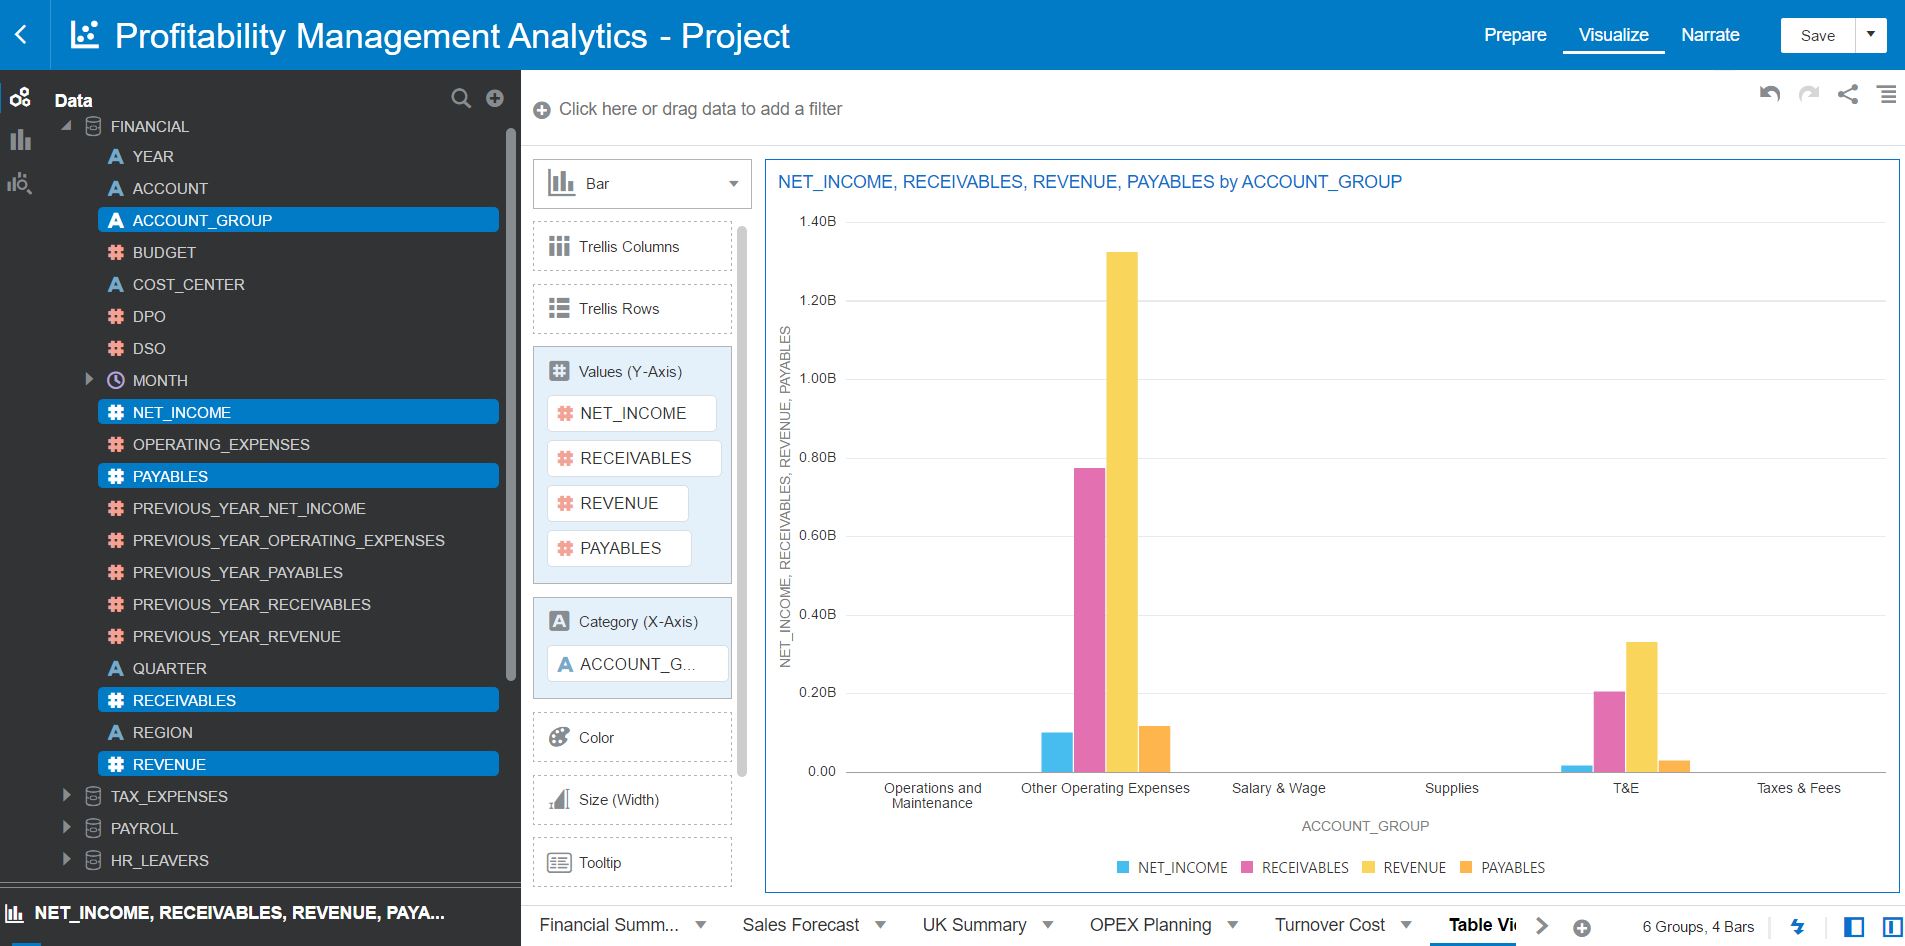 Profitability Management Analytics - Project
Prepare
Visualize
Narrate
Save
Data
FINANCIAL
YEAR
ACCOUNT
ACCOUNT_GROUP
BUDGET
COST_CENTER
DPO
DSO
MONTH
NET_INCOME
OPERATING_EXPENSES
PAYABLES
PREVIOUS_YEAR_NET_INCOME
PREVIOUS_YEAR_OPERATING_EXPENSES
PREVIOUS_YEAR_PAYABLES
PREVIOUS_YEAR_RECEIVABLES
PREVIOUS_YEAR_REVENUE
QUARTER
RECEIVABLES
REGION
REVENUE
TAX_EXPENSES
PAYROLL
HR_LEAVERS
NET_INCOME, RECEIVABLES, REVENUE, PAYA...
Click here or drag data to add a filter
Bar
Trellis Columns
Trellis Rows
Values (Y-Axis)
NET_INCOME
RECEIVABLES
REVENUE
PAYABLES
Category (X-Axis)
ACCOUNT_G...
Color
Size (Width)
Tooltip
NET_INCOME, RECEIVABLES, REVENUE, PAYABLES by ACCOUNT_GROUP
NET_INCOME, RECEIVABLES, REVENUE, PAYABLES
1.40B
1.20B
1.00B
0.80B
0.60B
0.40B
0.20B
0.00
Operations and
Maintenance
Other Operating Expenses
Salary & Wage
Supplies
T&E
Taxes & Fees
ACCOUNT_GROUP
NET_INCOME RECEIVABLES REVENUE PAYABLES
Financial Summ...
Sales Forecast
UK Summary
OPEX Planning
Turnover Cost
Table Vi
6 Groups, 4 Bars